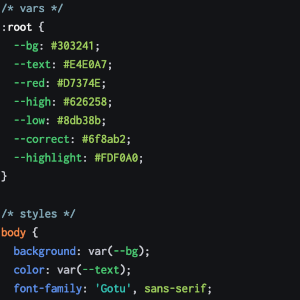 /* vars */
:root {
--bg: #303241;
--text: #E4E0A7;
--red: #D7374E;
--high: #626258;
--low: #8db38b;
--correct: #6f8ab2;
--highlight: #FDF0A0;
}
/* styles */
body {
background: var(--bg);
color: var(--text);
font-family: 'Gotu', sans-serif;